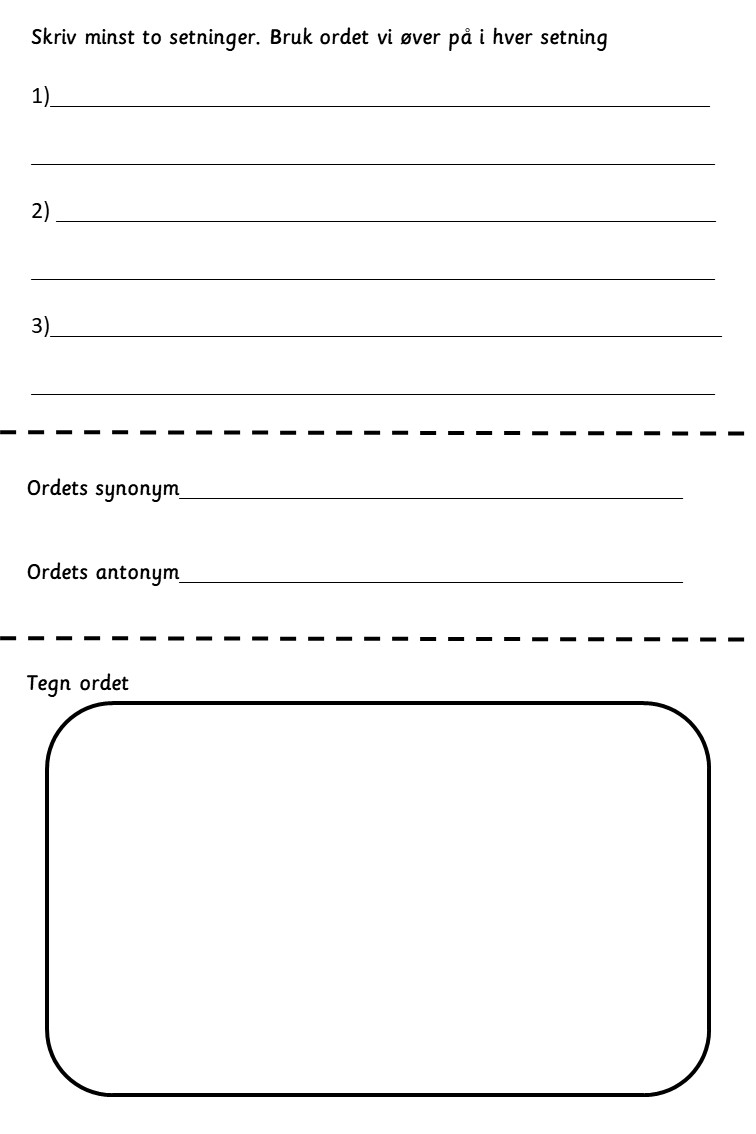 Skriv minst to setninger. Bruk ordet vi øver på i hver setning
1)
2)
3)
Ordets synonym
Ordets antonym
Tegn ordet